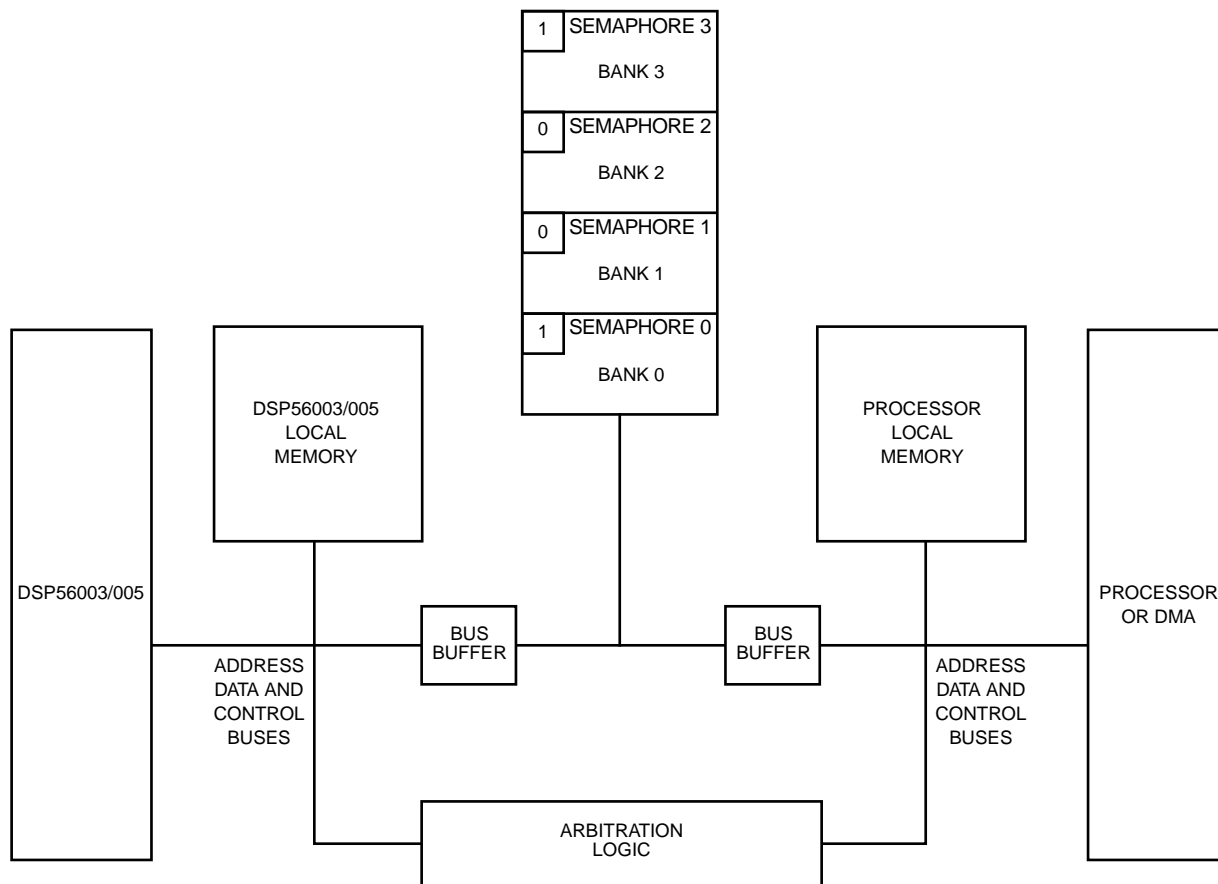 1 SEMAPHORE 3
BANK 3
0 SEMAPHORE 2
BANK 2
0 SEMAPHORE 1
BANK 1
1 SEMAPHORE 0
BANK 0
DSP56003/005
LOCAL
MEMORY
PROCESSOR
LOCAL
MEMORY
DSP56003/005
BUS
BUFFER
BUS
BUFFER
PROCESSOR
OR DMA
ADDRESS
DATA AND
CONTROL
BUSES
ADDRESS
DATA AND
CONTROL
BUSES
ARBITRATION
LOGIC